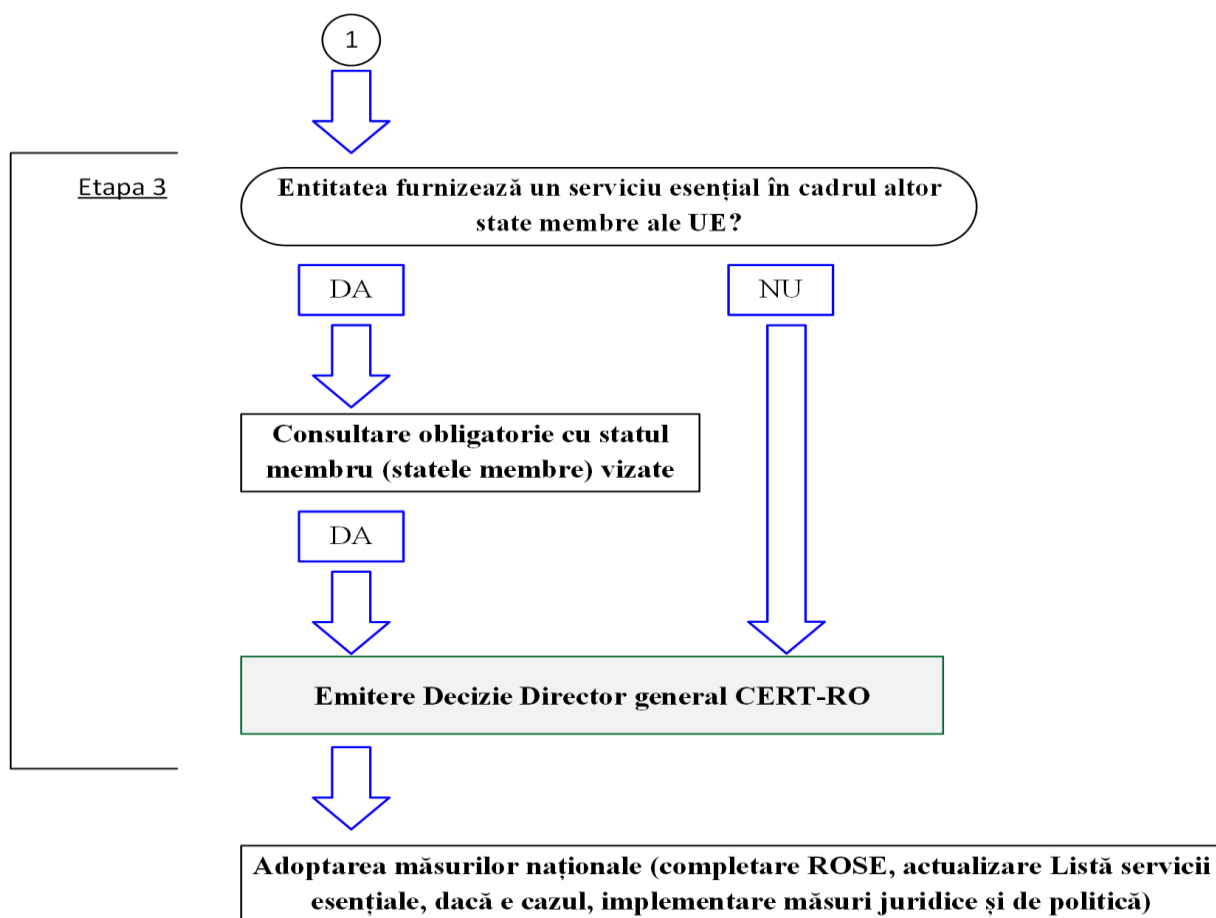 1
Etapa 3
Entitatea furnizează un serviciu esențial în cadrul altor
state membre ale UE?
DA
NU
Consultare obligatorie cu statul
membru (statele membre) vizate
DA
Emitere Decizie Director general CERT-RO
Adoptarea măsurilor naționale (completare ROSE, actualizare Listă servicii
esențiale, dacă e cazul, implementare măsuri juridice și de politică)